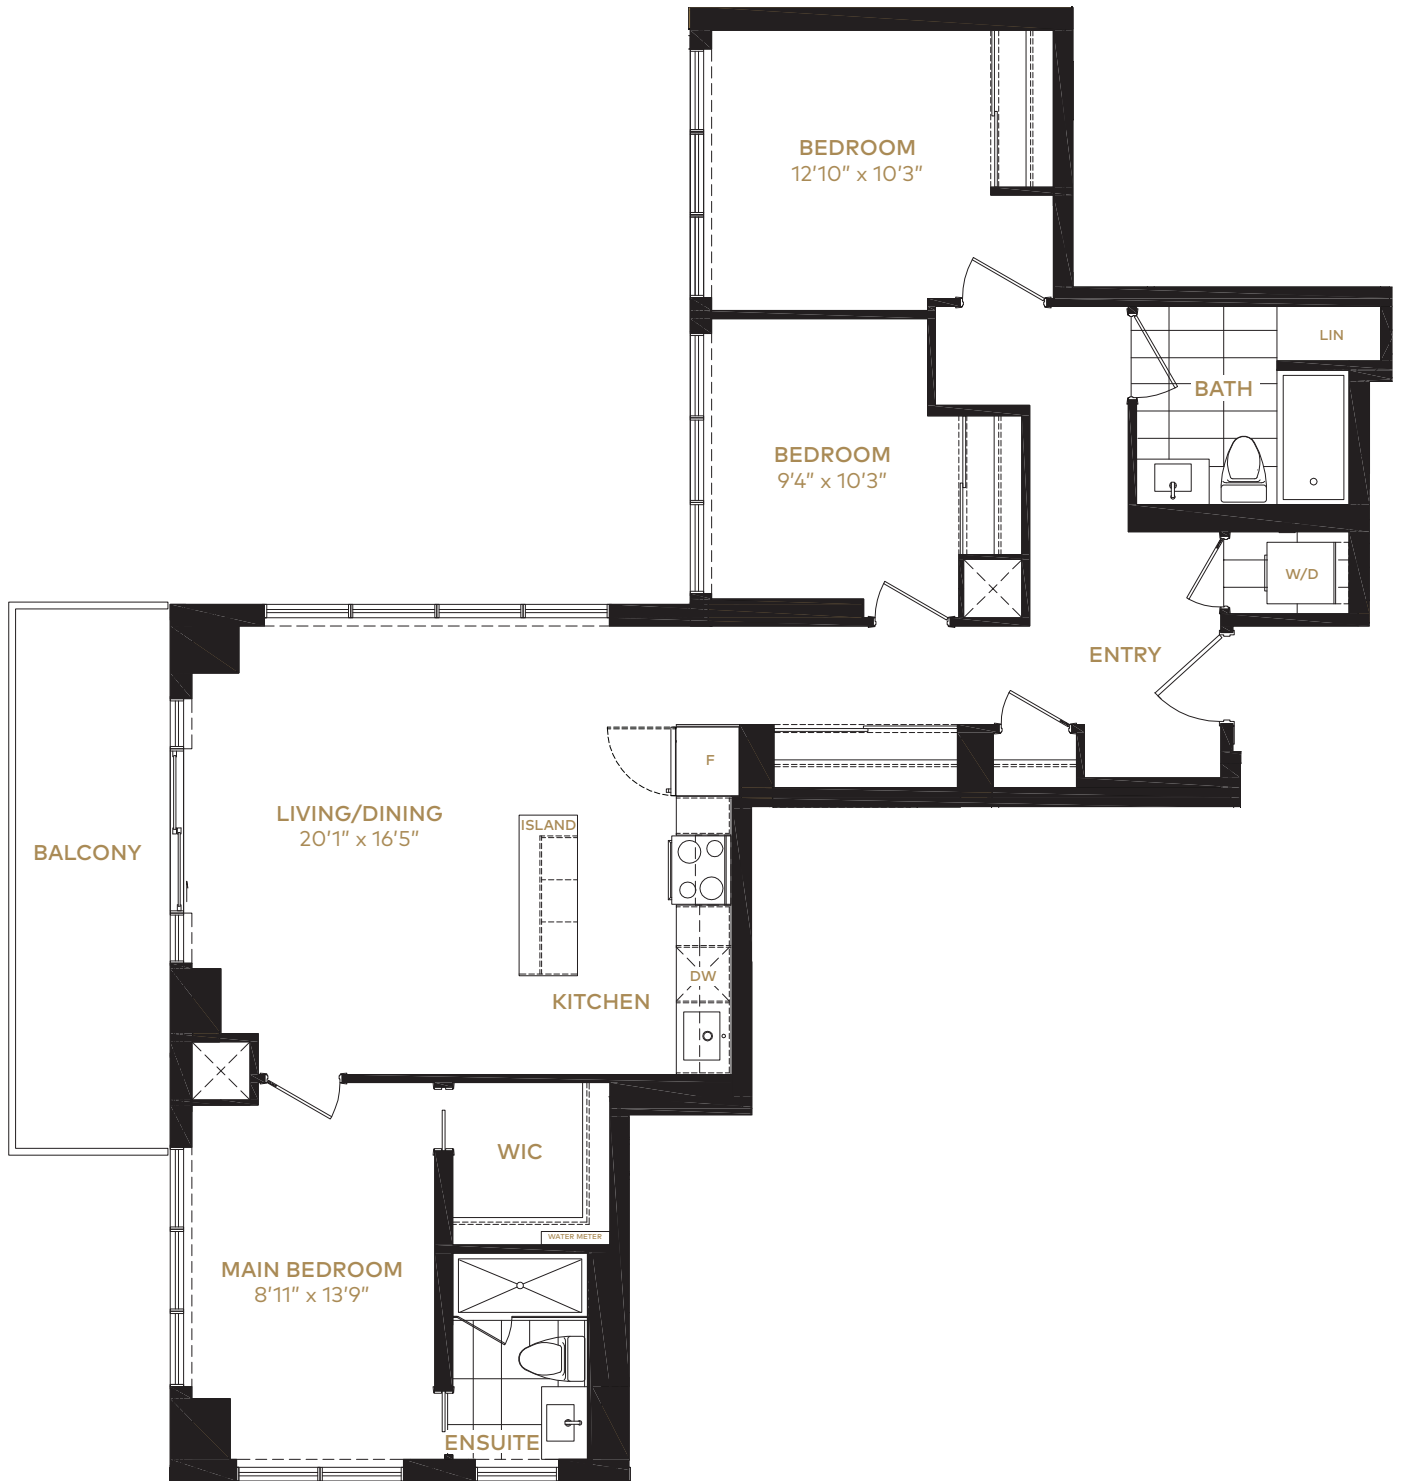 BEDROOM
12'10" x 10'3"
LIN
BATH
BEDROOM
9'4" x 10'3"
W/D
ENTRY
F
LIVING/DINING
20'1" x 16'5"
ISLAND
BALCONY
DW
KITCHEN
WIC
WATER METER
MAIN BEDROOM
8'11" x 13'9"
ENSUITE